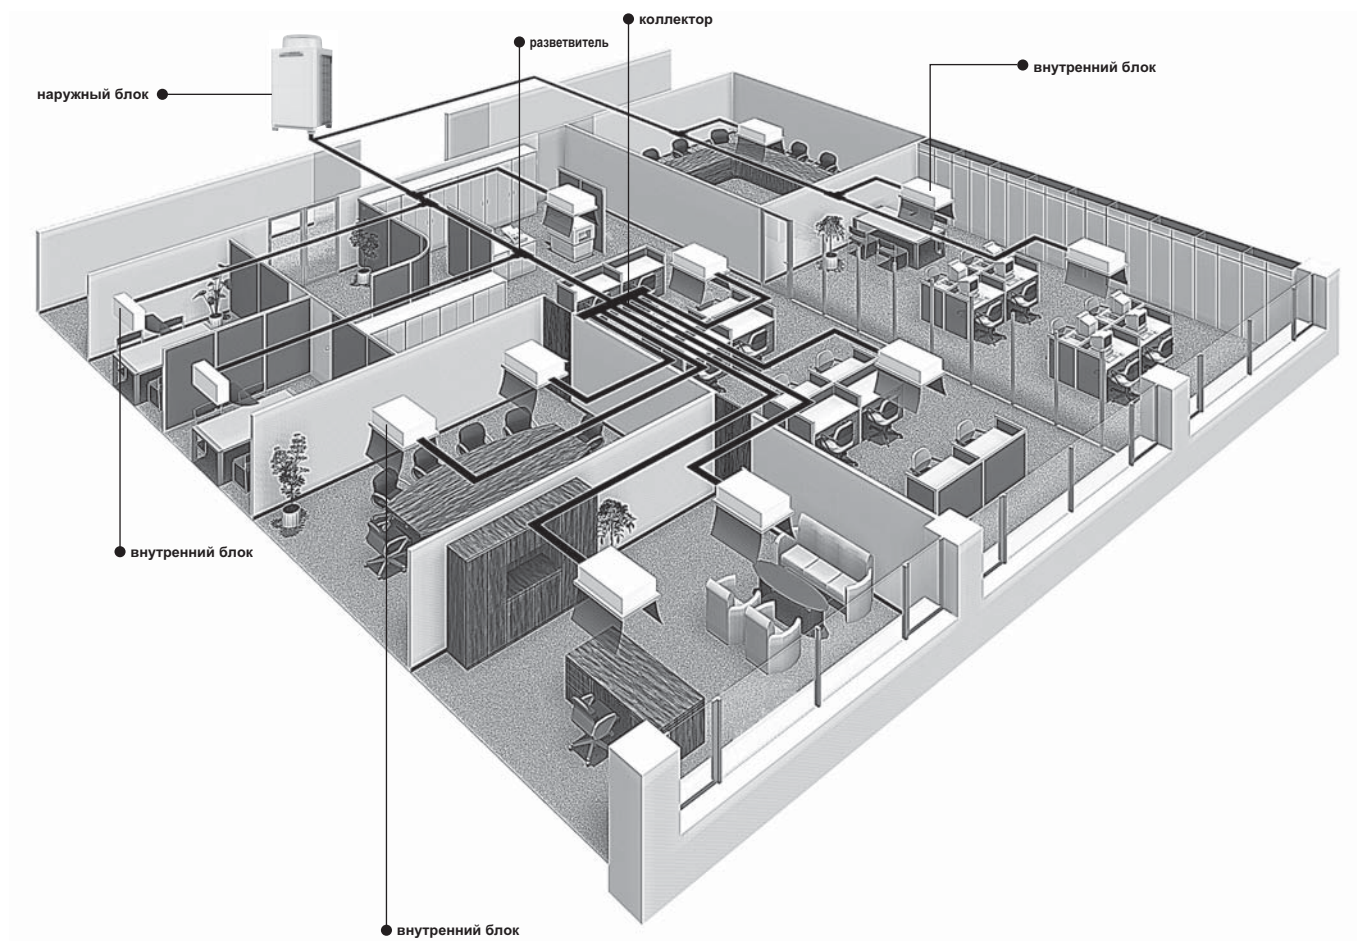 коллектор
разветвитель
внутренний блок
наружный блок
внутренний блок
внутренний блок